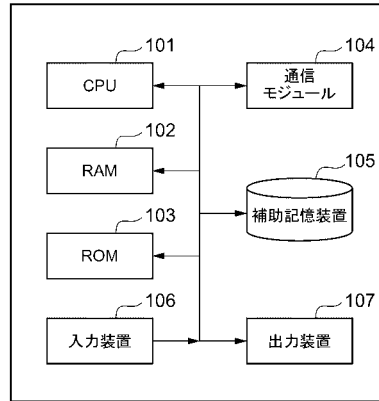 101
CPU
104
通信
モジュール
102
RAM
105
補助記憶装置
103
ROM
106
入力装置
107
出力装置